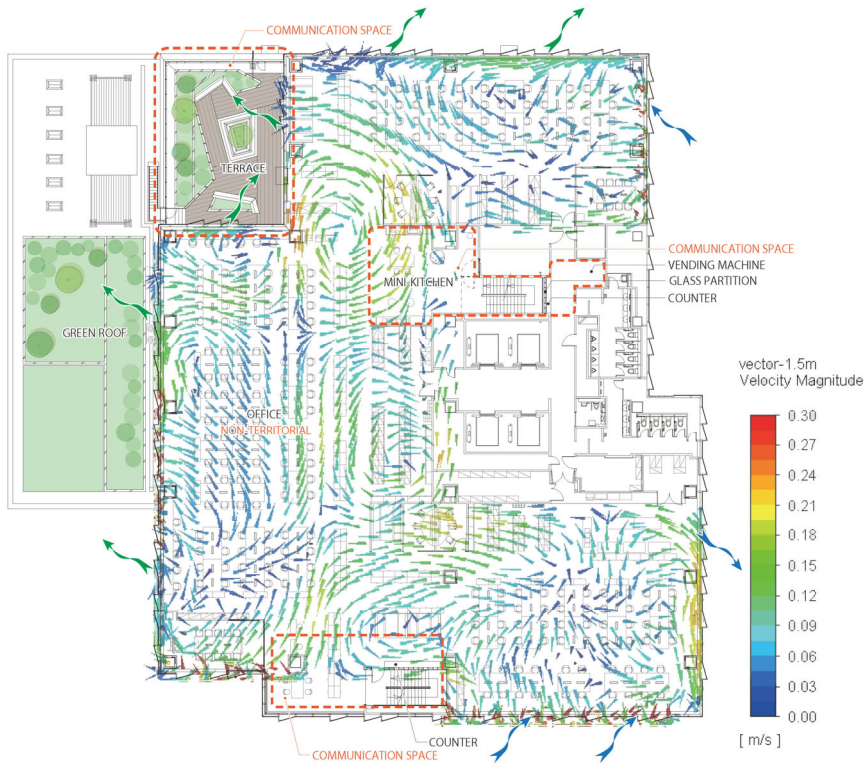 COMMUNICATION SPACE
TERRACE
COMMUNICATION SPACE
MINI-KITCHEN
VENDING MACHINE
GLASS PARTITION
COUNTER
GREEN ROOF
OFFICE
NON-TERRITORIAL
vector-1.5m
Velocity Magnitude
0.30
0.27
0.24
0.21
0.18
0.15
0.12
0.09
0.06
0.03
0.00
[ m/s ]
COUNTER
COMMUNICATION SPACE